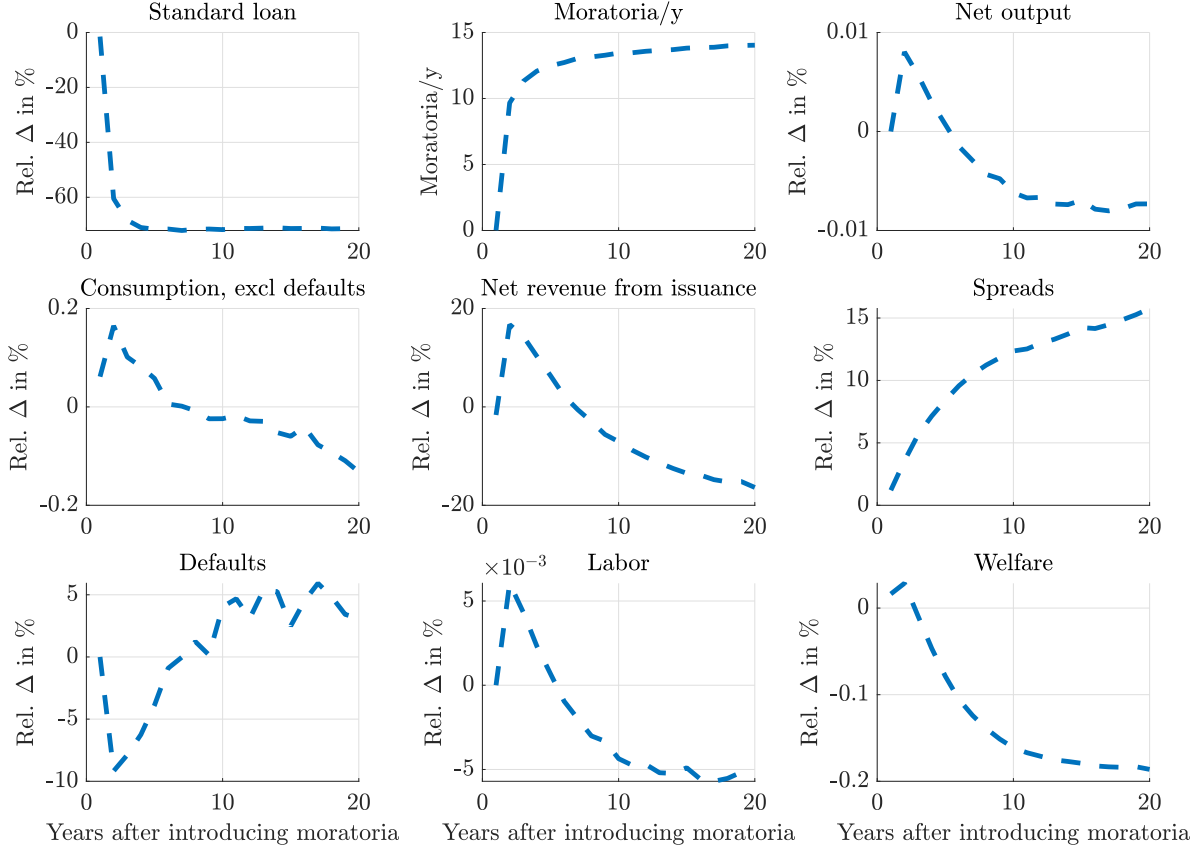 Standard loan
Rel. Δ in %
0
-20
-40
-60
0
10
20
Moratoria/y
Moratoria/y
15
10
5
0
0
10
20
Net output
Rel. Δ in %
0.01
0
-0.01
0
10
20
Consumption, excl defaults
Rel. Δ in %
0.2
0
-0.2
0
10
20
Net revenue from issuance
Rel. Δ in %
20
0
-20
0
10
20
Spreads
Rel. Δ in %
15
10
5
0
0
10
20
Defaults
Rel. Δ in %
5
0
-5
-10
0
10
20
Years after introducing moratoria
×10⁻³
Labor
Rel. Δ in %
5
0
-5
0
10
20
Years after introducing moratoria
Welfare
Rel. Δ in %
0
-0.1
-0.2
0
10
20
Years after introducing moratoria